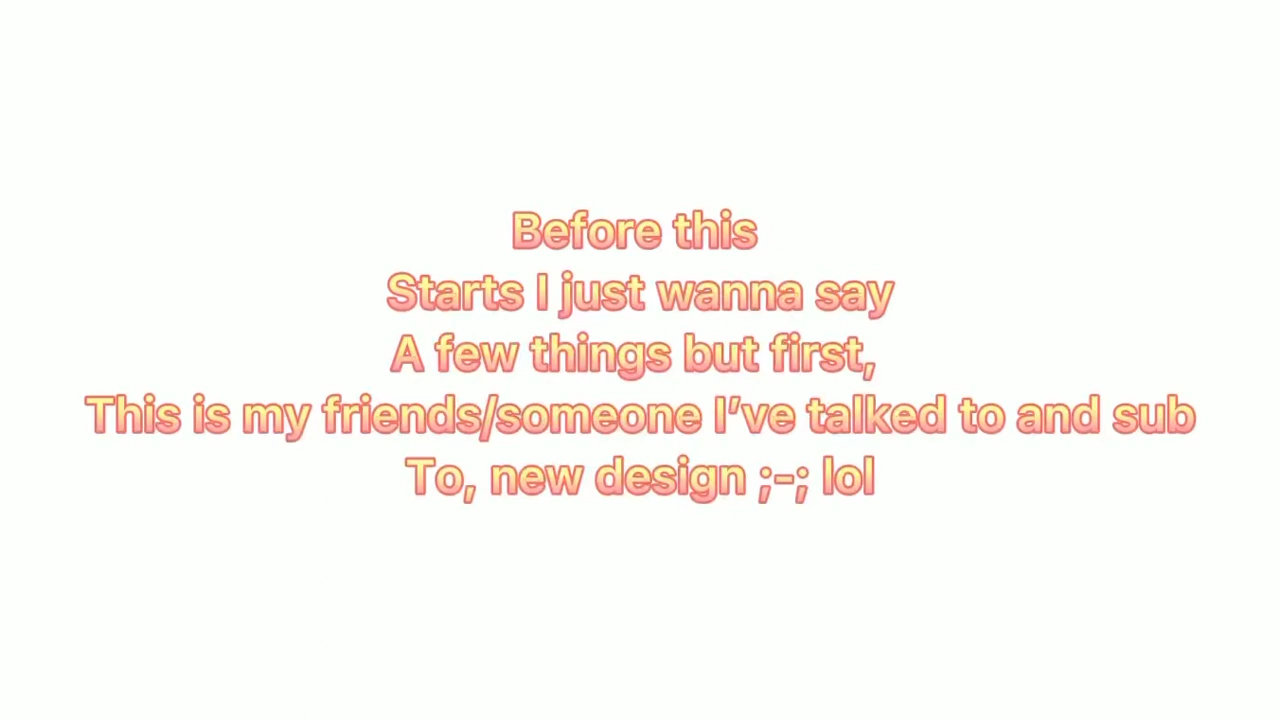 Before this
Starts I just wanna say
A few things but first,
This is my friends/someone I’ve talked to and sub
To, new design ;-; lol